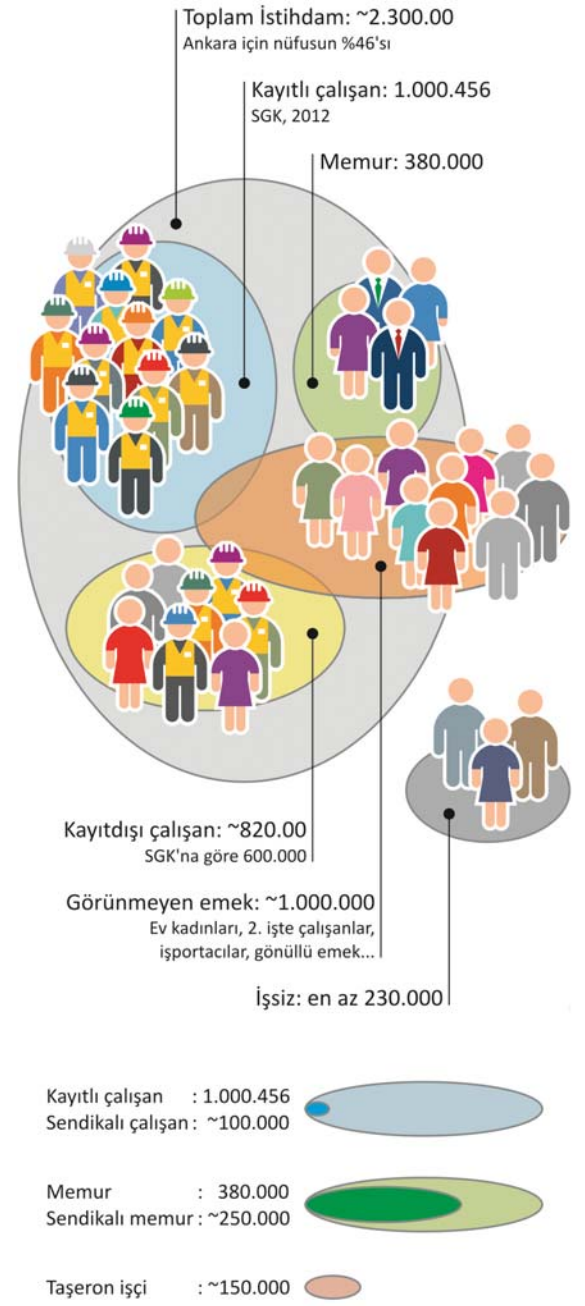 Toplam İstihdam: ~2.300.00
Ankara için nüfusun %46'sı
Kayıtlı çalışan: 1.000.456
SGK, 2012
Memur: 380.000
Kayıtdışı çalışan: ~820.00
SGK'na göre 600.000
Görünmeyen emek: ~1.000.000
Ev kadınları, 2. işte çalışanlar,
işportacılar, gönüllü emek...
İşsiz: en az 230.000
Kayıtlı çalışan : 1.000.456
Sendikalı çalışan : ~100.000
Memur : 380.000
Sendikalı memur : ~250.000
Taşeron işçi : ~150.000